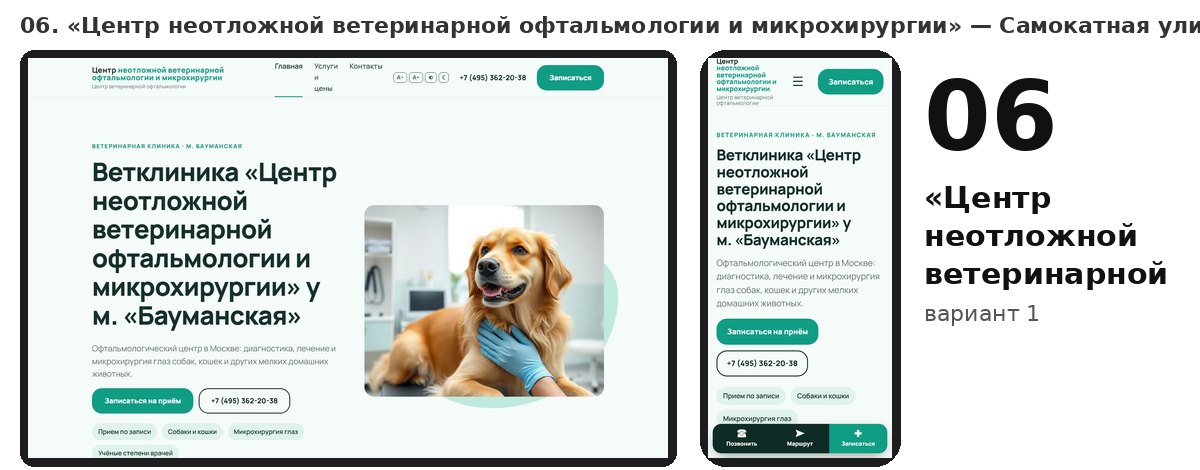 06. «Центр неотложной ветеринарной офтальмологии и микрохирургии» — Самокатная ули
Центр неотложной ветеринарной
офтальмологии и микрохирургии
Центр ветеринарной офтальмологии
Главная
Услуги
и
цены
Контакты
A−
A+
+7 (495) 362-20-38
Записаться
ВЕТЕРИНАРНАЯ КЛИНИКА · М. БАУМАНСКАЯ
Ветклиника «Центр
неотложной
ветеринарной
офтальмологии и
микрохирургии» у
м. «Бауманская»
Офтальмологический центр в Москве: диагностика, лечение и
микрохирургия глаз собак, кошек и других мелких домашних
животных.
Записаться на приём
+7 (495) 362-20-38
Прием по записи
Собаки и кошки
Микрохирургия глаз
Учёные степени врачей
Центр
неотложной
ветеринарной
офтальмологии и
микрохирургии
Центр ветеринарной
офтальмологии
Записаться
ВЕТЕРИНАРНАЯ КЛИНИКА · М. БАУМАНСКАЯ
Ветклиника «Центр
неотложной
ветеринарной
офтальмологии и
микрохирургии» у
м. «Бауманская»
Офтальмологический центр в Москве:
диагностика, лечение и микрохирургия
глаз собак, кошек и других мелких
домашних животных.
Записаться на приём
+7 (495) 362-20-38
Прием по записи
Собаки и кошки
Микрохирургия глаз
Позвонить
Маршрут
Записаться
06
«Центр
неотложной
ветеринарной
вариант 1